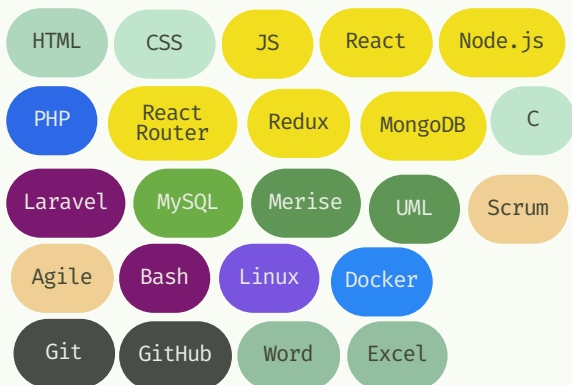 HTML
CSS
JS
React
Node.js
PHP
React
Router
Redux
MongoDB
C
Laravel
MySQL
Merise
UML
Scrum
Agile
Bash
Linux
Docker
Git
GitHub
Word
Excel